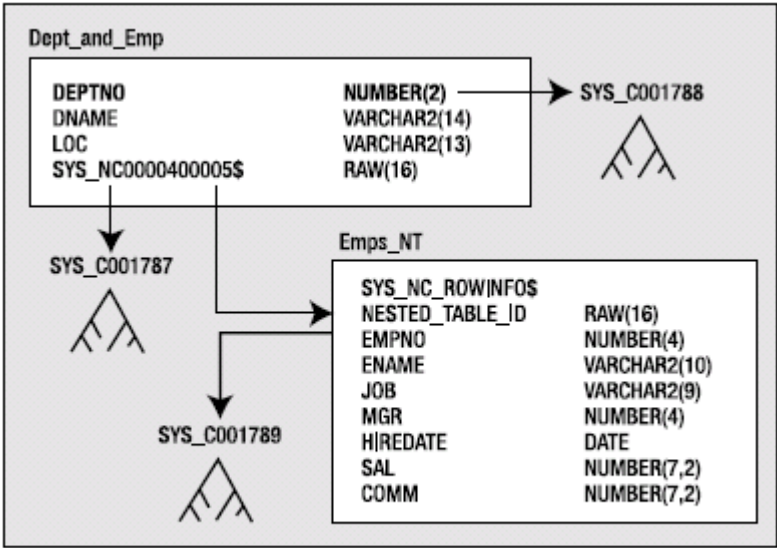 Dept_and_Emp
DEPTNO NUMBER(2)
DNAME VARCHAR2(14)
LOC VARCHAR2(13)
SYS_NC0000400005$ RAW(16)
SYS_C001788
SYS_C001787
Emps_NT
SYS_NC_ROWINFO$
NESTED_TABLE_ID RAW(16)
EMPNO NUMBER(4)
ENAME VARCHAR2(10)
JOB VARCHAR2(9)
MGR NUMBER(4)
HIREDATE DATE
SAL NUMBER(7,2)
COMM NUMBER(7,2)
SYS_C001789